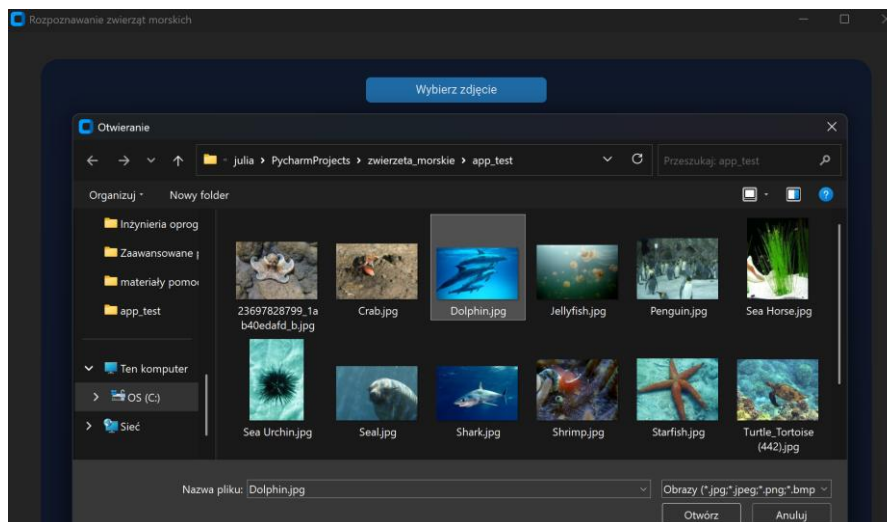 Rozpoznawanie zwierząt morskich
Wybierz zdjęcie
Otwieranie
julia > PycharmProjects > zwierzeta_morskie > app_test
Przeszukaj: app_test
Organizuj
Nowy folder
Inżynieria oprog
Zaawansowane
materiały pomo
app_test
Ten komputer
OS (C:)
Sieć
23697828799_1a
b40edafd_b.jpg
Crab.jpg
Dolphin.jpg
Jellyfish.jpg
Penguin.jpg
Sea Horse.jpg
Sea Urchin.jpg
Seal.jpg
Shark.jpg
Shrimp.jpg
Starfish.jpg
Turtle_Tortoise
(442).jpg
Nazwa pliku: Dolphin.jpg
Obrazy (*.jpg;*.jpeg;*.png;*.bmp
Otwórz
Anuluj